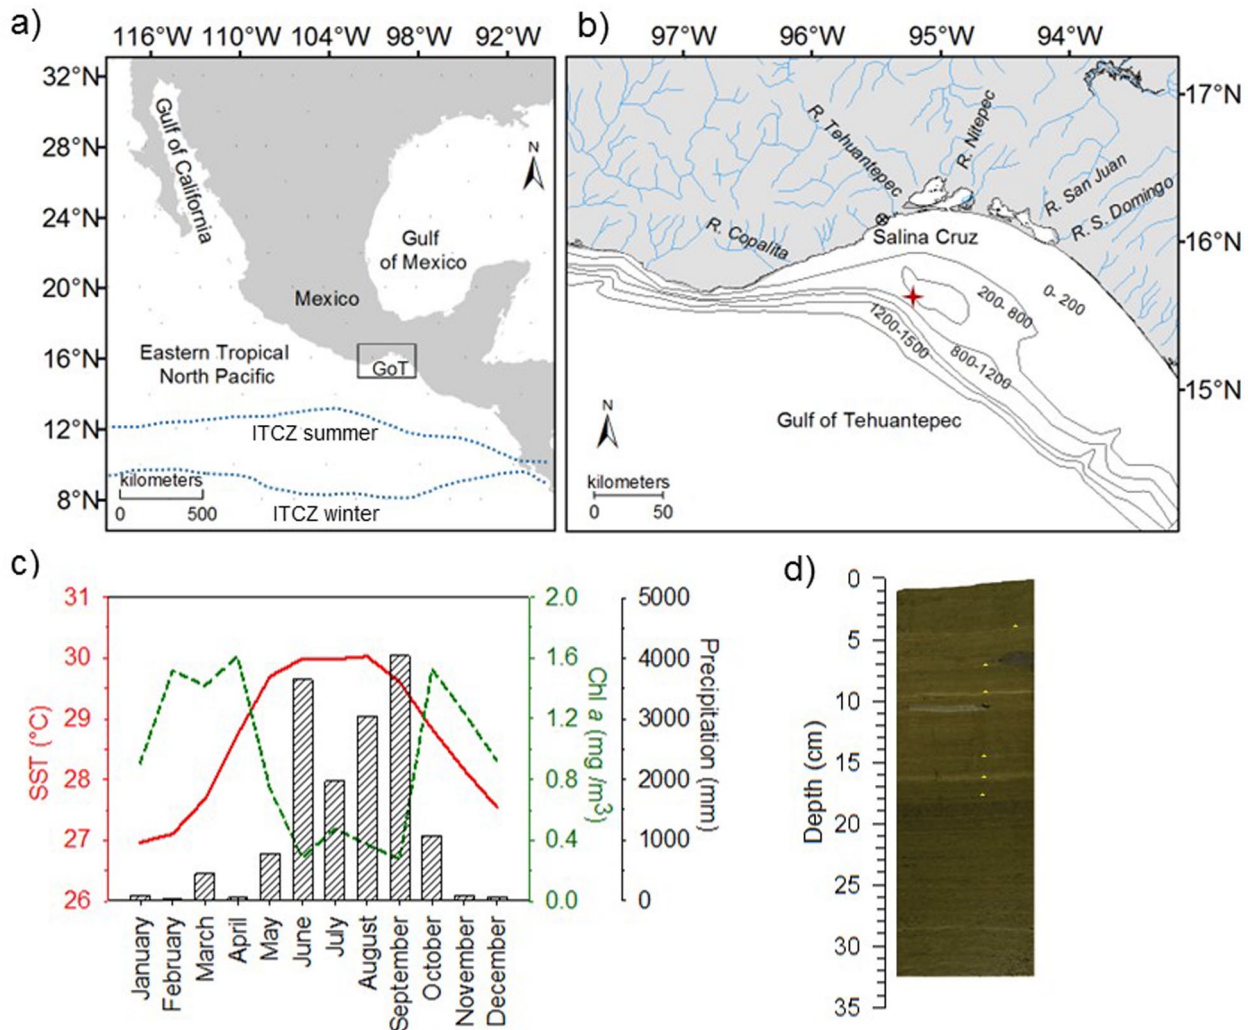 a)
116°W 110°W 104°W 98°W 92°W
32°N
28°N
24°N
20°N
16°N
12°N
8°N
Gulf of California
N
Gulf
of Mexico
Mexico
Eastern Tropical
North Pacific
GoT
ITCZ summer
kilometers
0 500
ITCZ winter
b)
97°W 96°W 95°W 94°W
17°N
16°N
15°N
R. Tehuantepec
R. Nitepec
R. San Juan
R. S. Domingo
R. Copalita
Salina Cruz
0- 200
200- 800
800-1200
1200-1500
N
Gulf of Tehuantepec
kilometers
0 50
c)
SST (°C)
31
30
29
28
27
26
2.0
1.6
1.2
0.8
0.4
0.0
Chl a (mg /m3)
5000
4000
3000
2000
1000
0
Precipitation (mm)
January
February
March
April
May
June
July
August
September
October
November
December
d)
Depth (cm)
0
5
10
15
20
25
30
35